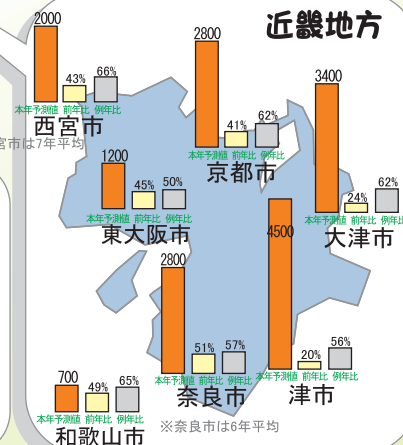 近畿地方
2000
43%
66%
本年予測値 前年比 例年比
西宮市
宮市は7年平均
2800
41%
62%
本年予測値 前年比 例年比
京都市
3400
24%
62%
本年予測値 前年比 例年比
大津市
1200
45%
50%
本年予測値 前年比 例年比
東大阪市
2800
51%
57%
本年予測値 前年比 例年比
奈良市
4500
20%
56%
本年予測値 前年比 例年比
津市
700
49%
65%
本年予測値 前年比 例年比
和歌山市
※奈良市は6年平均